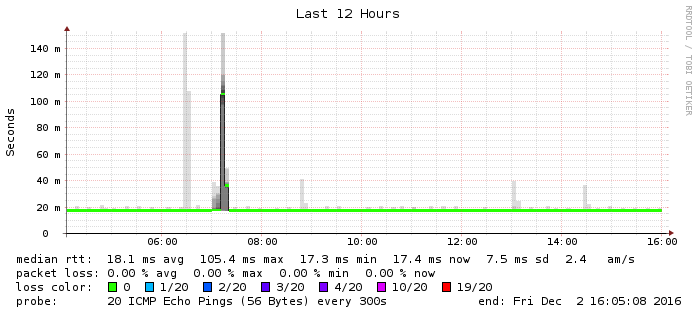 Last 12 Hours
RRDTOOL / TOBI OETIKER
Seconds
140 m
120 m
100 m
80 m
60 m
40 m
20 m
0
06:00 08:00 10:00 12:00 14:00 16:00
median rtt: 18.1 ms avg 105.4 ms max 17.3 ms min 17.4 ms now 7.5 ms sd 2.4 am/s
packet loss: 0.00 % avg 0.00 % max 0.00 % min 0.00 % now
loss color: 0 1/20 2/20 3/20 4/20 10/20 19/20
probe: 20 ICMP Echo Pings (56 Bytes) every 300s end: Fri Dec 2 16:05:08 2016